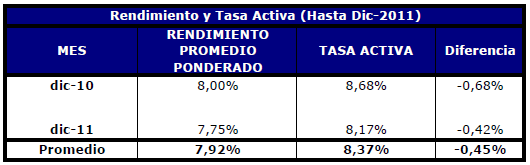 Rendimiento y Tasa Activa (Hasta Dic-2011)
MES RENDIMIENTO PROMEDIO PONDERADO TASA ACTIVA Diferencia
dic-10 8,00% 8,68% -0,68%
dic-11 7,75% 8,17% -0,42%
Promedio 7,92% 8,37% -0,45%